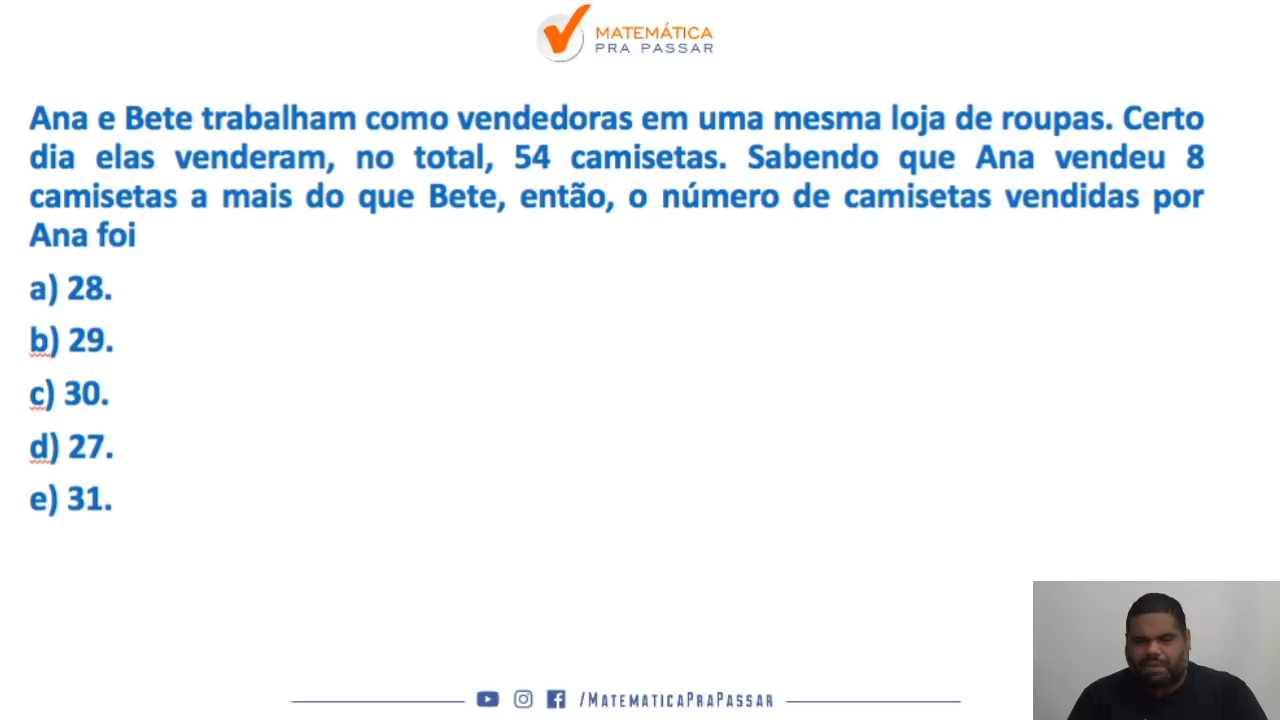 MATEMÁTICA
PRA PASSAR
Ana e Bete trabalham como vendedoras em uma mesma loja de roupas. Certo
dia elas venderam, no total, 54 camisetas. Sabendo que Ana vendeu 8
camisetas a mais do que Bete, então, o número de camisetas vendidas por
Ana foi
a) 28.
b) 29.
c) 30.
d) 27.
e) 31.
/MATEMATICAPRAPASSAR